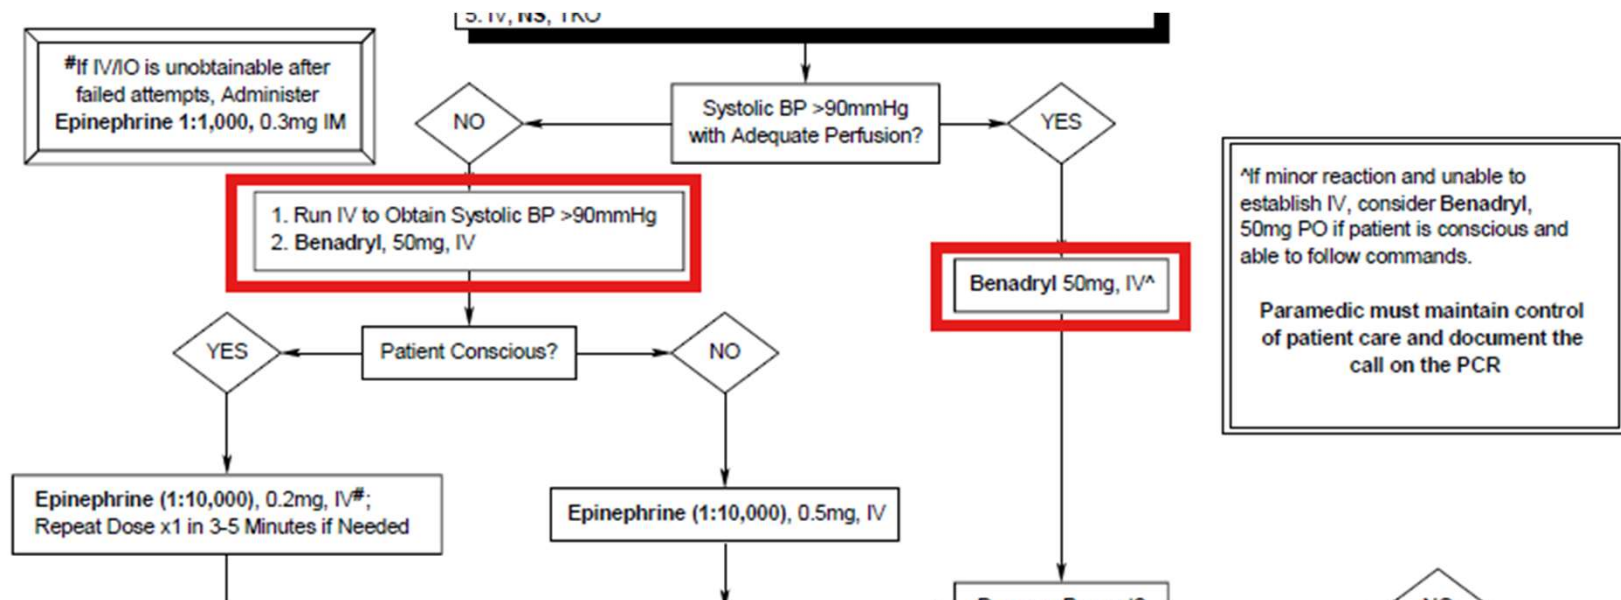 5. IV, NS, TKO
#If IV/IO is unobtainable after
failed attempts, Administer
Epinephrine 1:1,000, 0.3mg IM
NO
Systolic BP >90mmHg
with Adequate Perfusion?
YES
^If minor reaction and unable to
establish IV, consider Benadryl,
50mg PO if patient is conscious and
able to follow commands.
Paramedic must maintain control
of patient care and document the
call on the PCR
1. Run IV to Obtain Systolic BP >90mmHg
2. Benadryl, 50mg, IV
Benadryl 50mg, IV^
YES
Patient Conscious?
NO
Epinephrine (1:10,000), 0.2mg, IV#;
Repeat Dose x1 in 3-5 Minutes if Needed
Epinephrine (1:10,000), 0.5mg, IV
NO